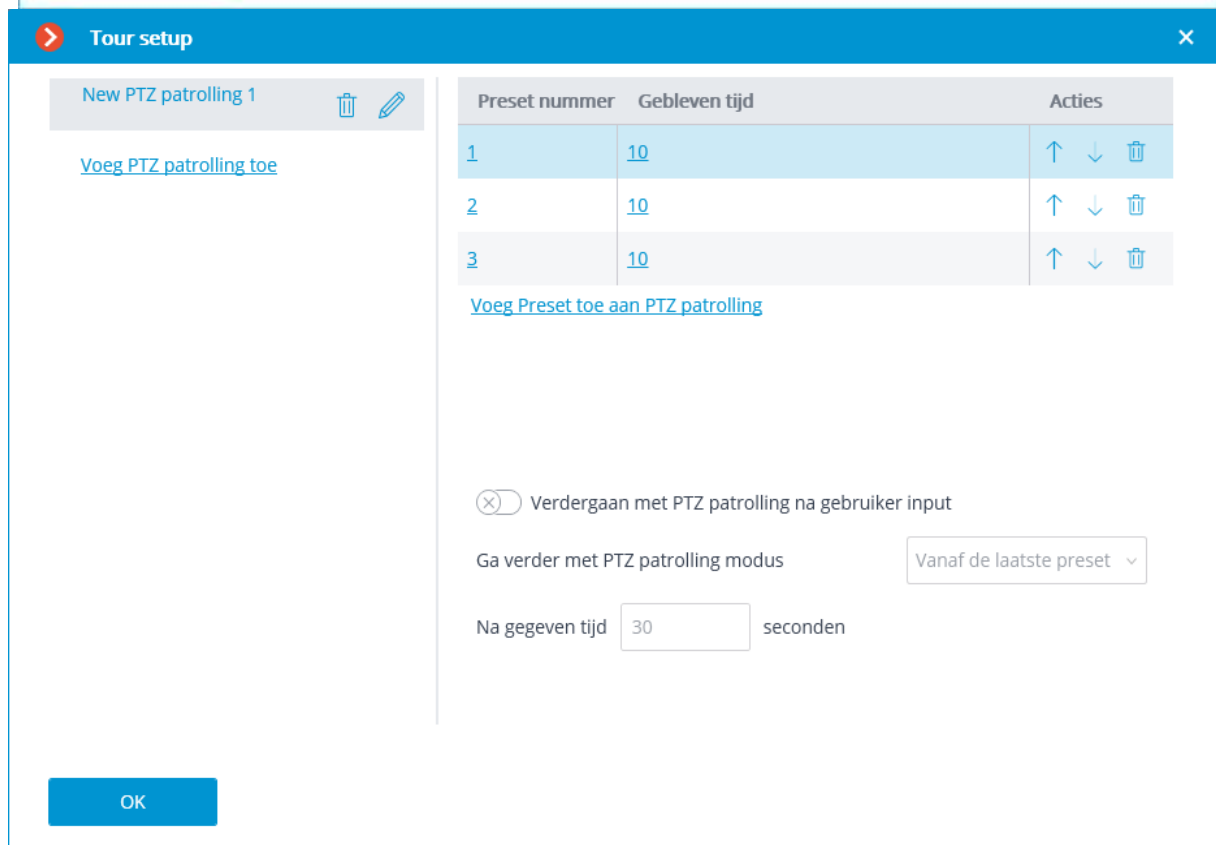 Tour setup
New PTZ patrolling 1
Voeg PTZ patrolling toe
Preset nummer Gebleven tijd Acties
1 10
2 10
3 10
Voeg Preset toe aan PTZ patrolling
Verdergaan met PTZ patrolling na gebruiker input
Ga verder met PTZ patrolling modus Vanaf de laatste preset
Na gegeven tijd 30 seconden
OK